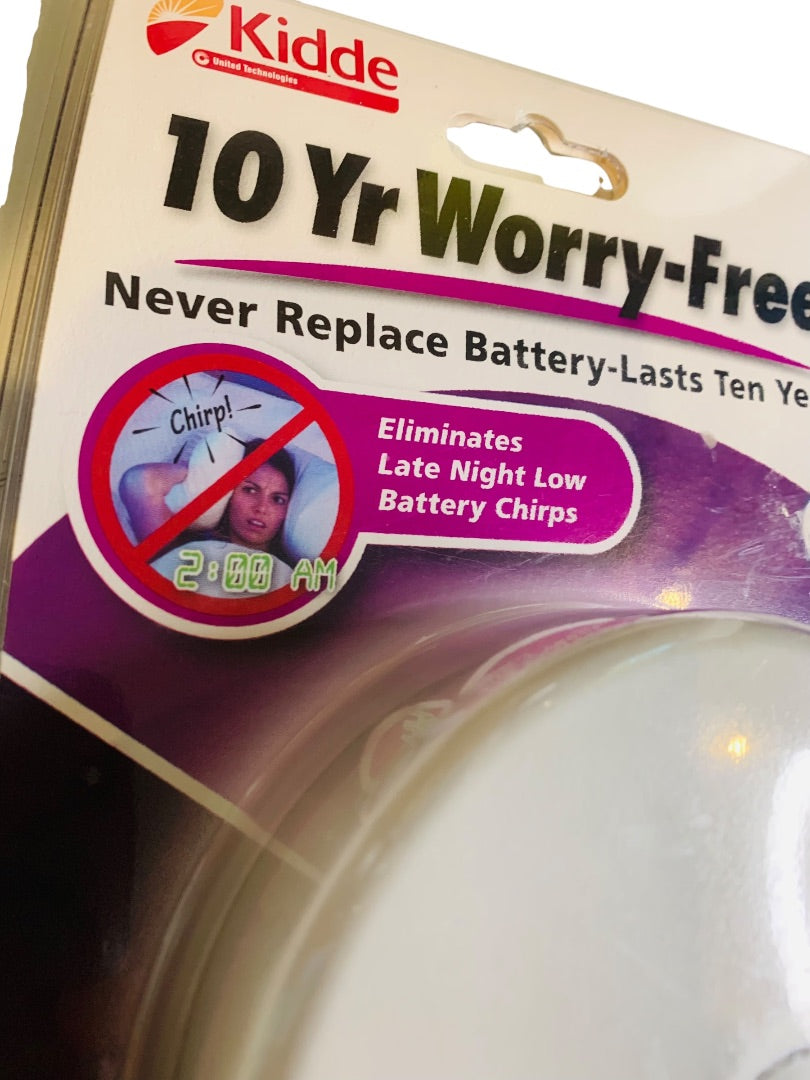 Kidde
United Technologies
10 Yr Worry-Free
Never Replace Battery-Lasts Ten Ye
Chirp!
Eliminates
Late Night Low
Battery Chirps
2:00 AM